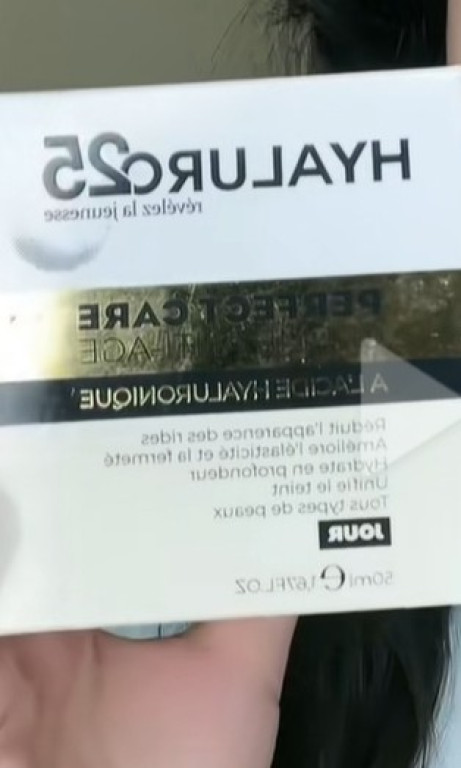 HYALURO25
révélez la jeunesse
PERFECT CARE
A L'ACIDE HYALURONIQUE
Réduit l'apparence des rides
Améliore l'élasticité et la fermeté
Hydrate en profondeur
Unifie le teint
Tous types de peaux
JOUR
50ml e 1,67FL.OZ